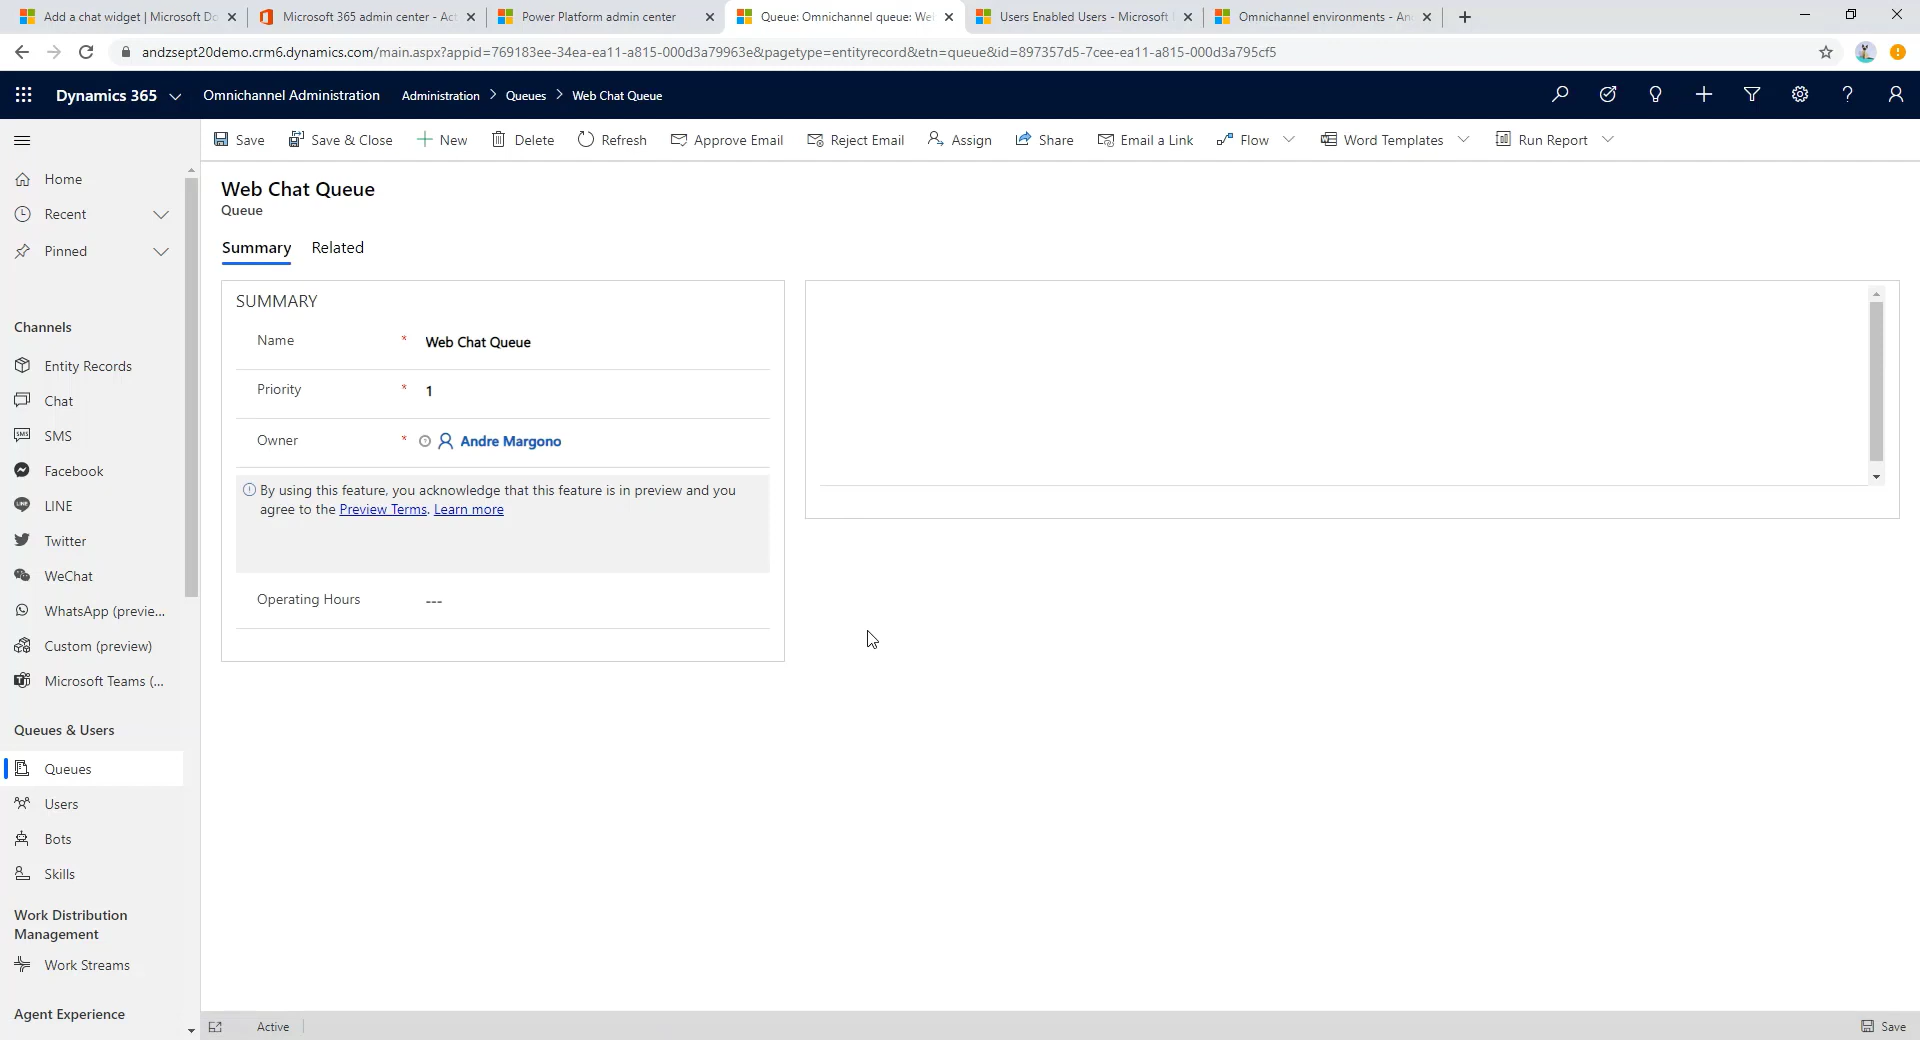 Add a chat widget | Microsoft Do
Microsoft 365 admin center - Act
Power Platform admin center
Queue: Omnichannel queue: We
Users Enabled Users - Microsoft
Omnichannel environments - An
andzsept20demo.crm6.dynamics.com/main.aspx?appid=769183ee-34ea-ea11-a815-000d3a79963e&pagetype=entityrecord&etn=queue&id=897357d5-7cee-ea11-a815-000d3a795cf5
Dynamics 365
Omnichannel Administration
Administration > Queues > Web Chat Queue
Save
Save & Close
New
Delete
Refresh
Approve Email
Reject Email
Assign
Share
Email a Link
Flow
Word Templates
Run Report
Home
Recent
Pinned
Channels
Entity Records
Chat
SMS
SMS
Facebook
LINE
LINE
Twitter
WeChat
WhatsApp (previe...
Custom (preview)
Microsoft Teams (...
Queues & Users
Queues
Users
Bots
Skills
Work Distribution
Management
Work Streams
Agent Experience
Web Chat Queue
Queue
Summary
Related
SUMMARY
Name * Web Chat Queue
Priority * 1
Owner * Andre Margono
By using this feature, you acknowledge that this feature is in preview and you
agree to the Preview Terms. Learn more
Operating Hours ---
Active
Save